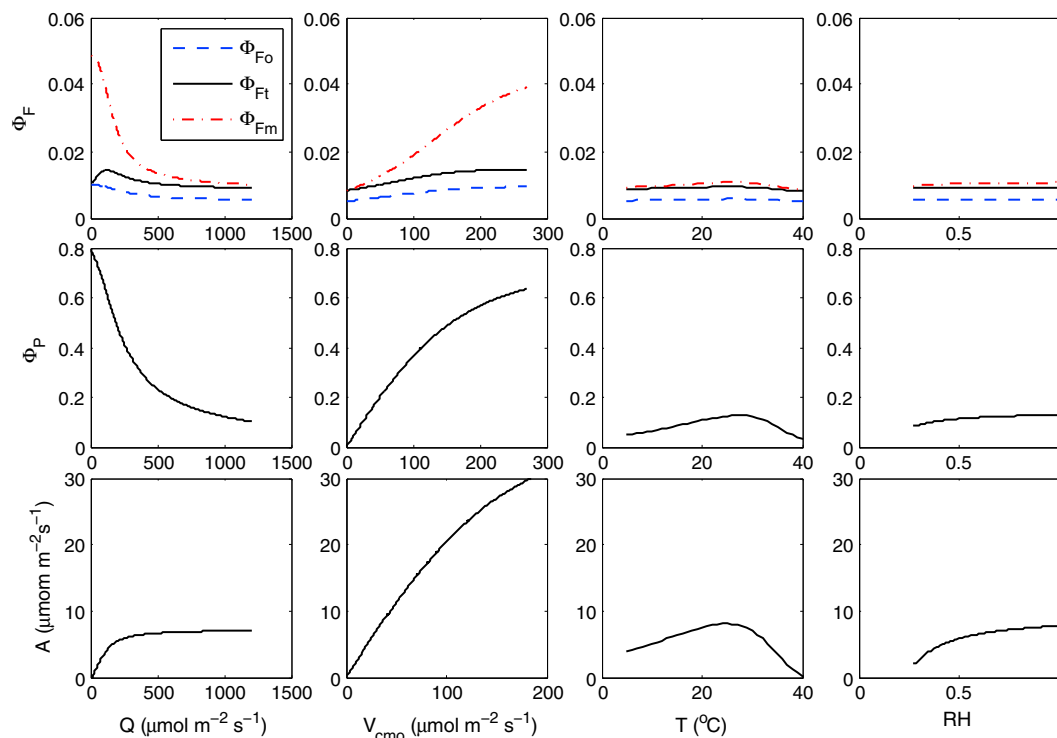 0.06 0.06 0.06 0.06
Φ_Fo
Φ_Ft
Φ_Fm
0.04 0.04 0.04 0.04
Φ_F
0.02 0.02 0.02 0.02
0 0 0 0
0 500 1000 1500 0 100 200 300 0 20 40 0 0.5
0.8 0.8 0.8 0.8
0.6 0.6 0.6 0.6
Φ_P
0.4 0.4 0.4 0.4
0.2 0.2 0.2 0.2
0 0 0 0
0 500 1000 1500 0 100 200 300 0 20 40 0 0.5
30 30 30 30
20 20 20 20
A (μmom m⁻²s⁻¹)
10 10 10 10
0 0 0 0
0 500 1000 1500 0 100 200 0 20 40 0 0.5
Q (μmol m⁻² s⁻¹) V_cmo (μmol m⁻² s⁻¹) T (°C) RH